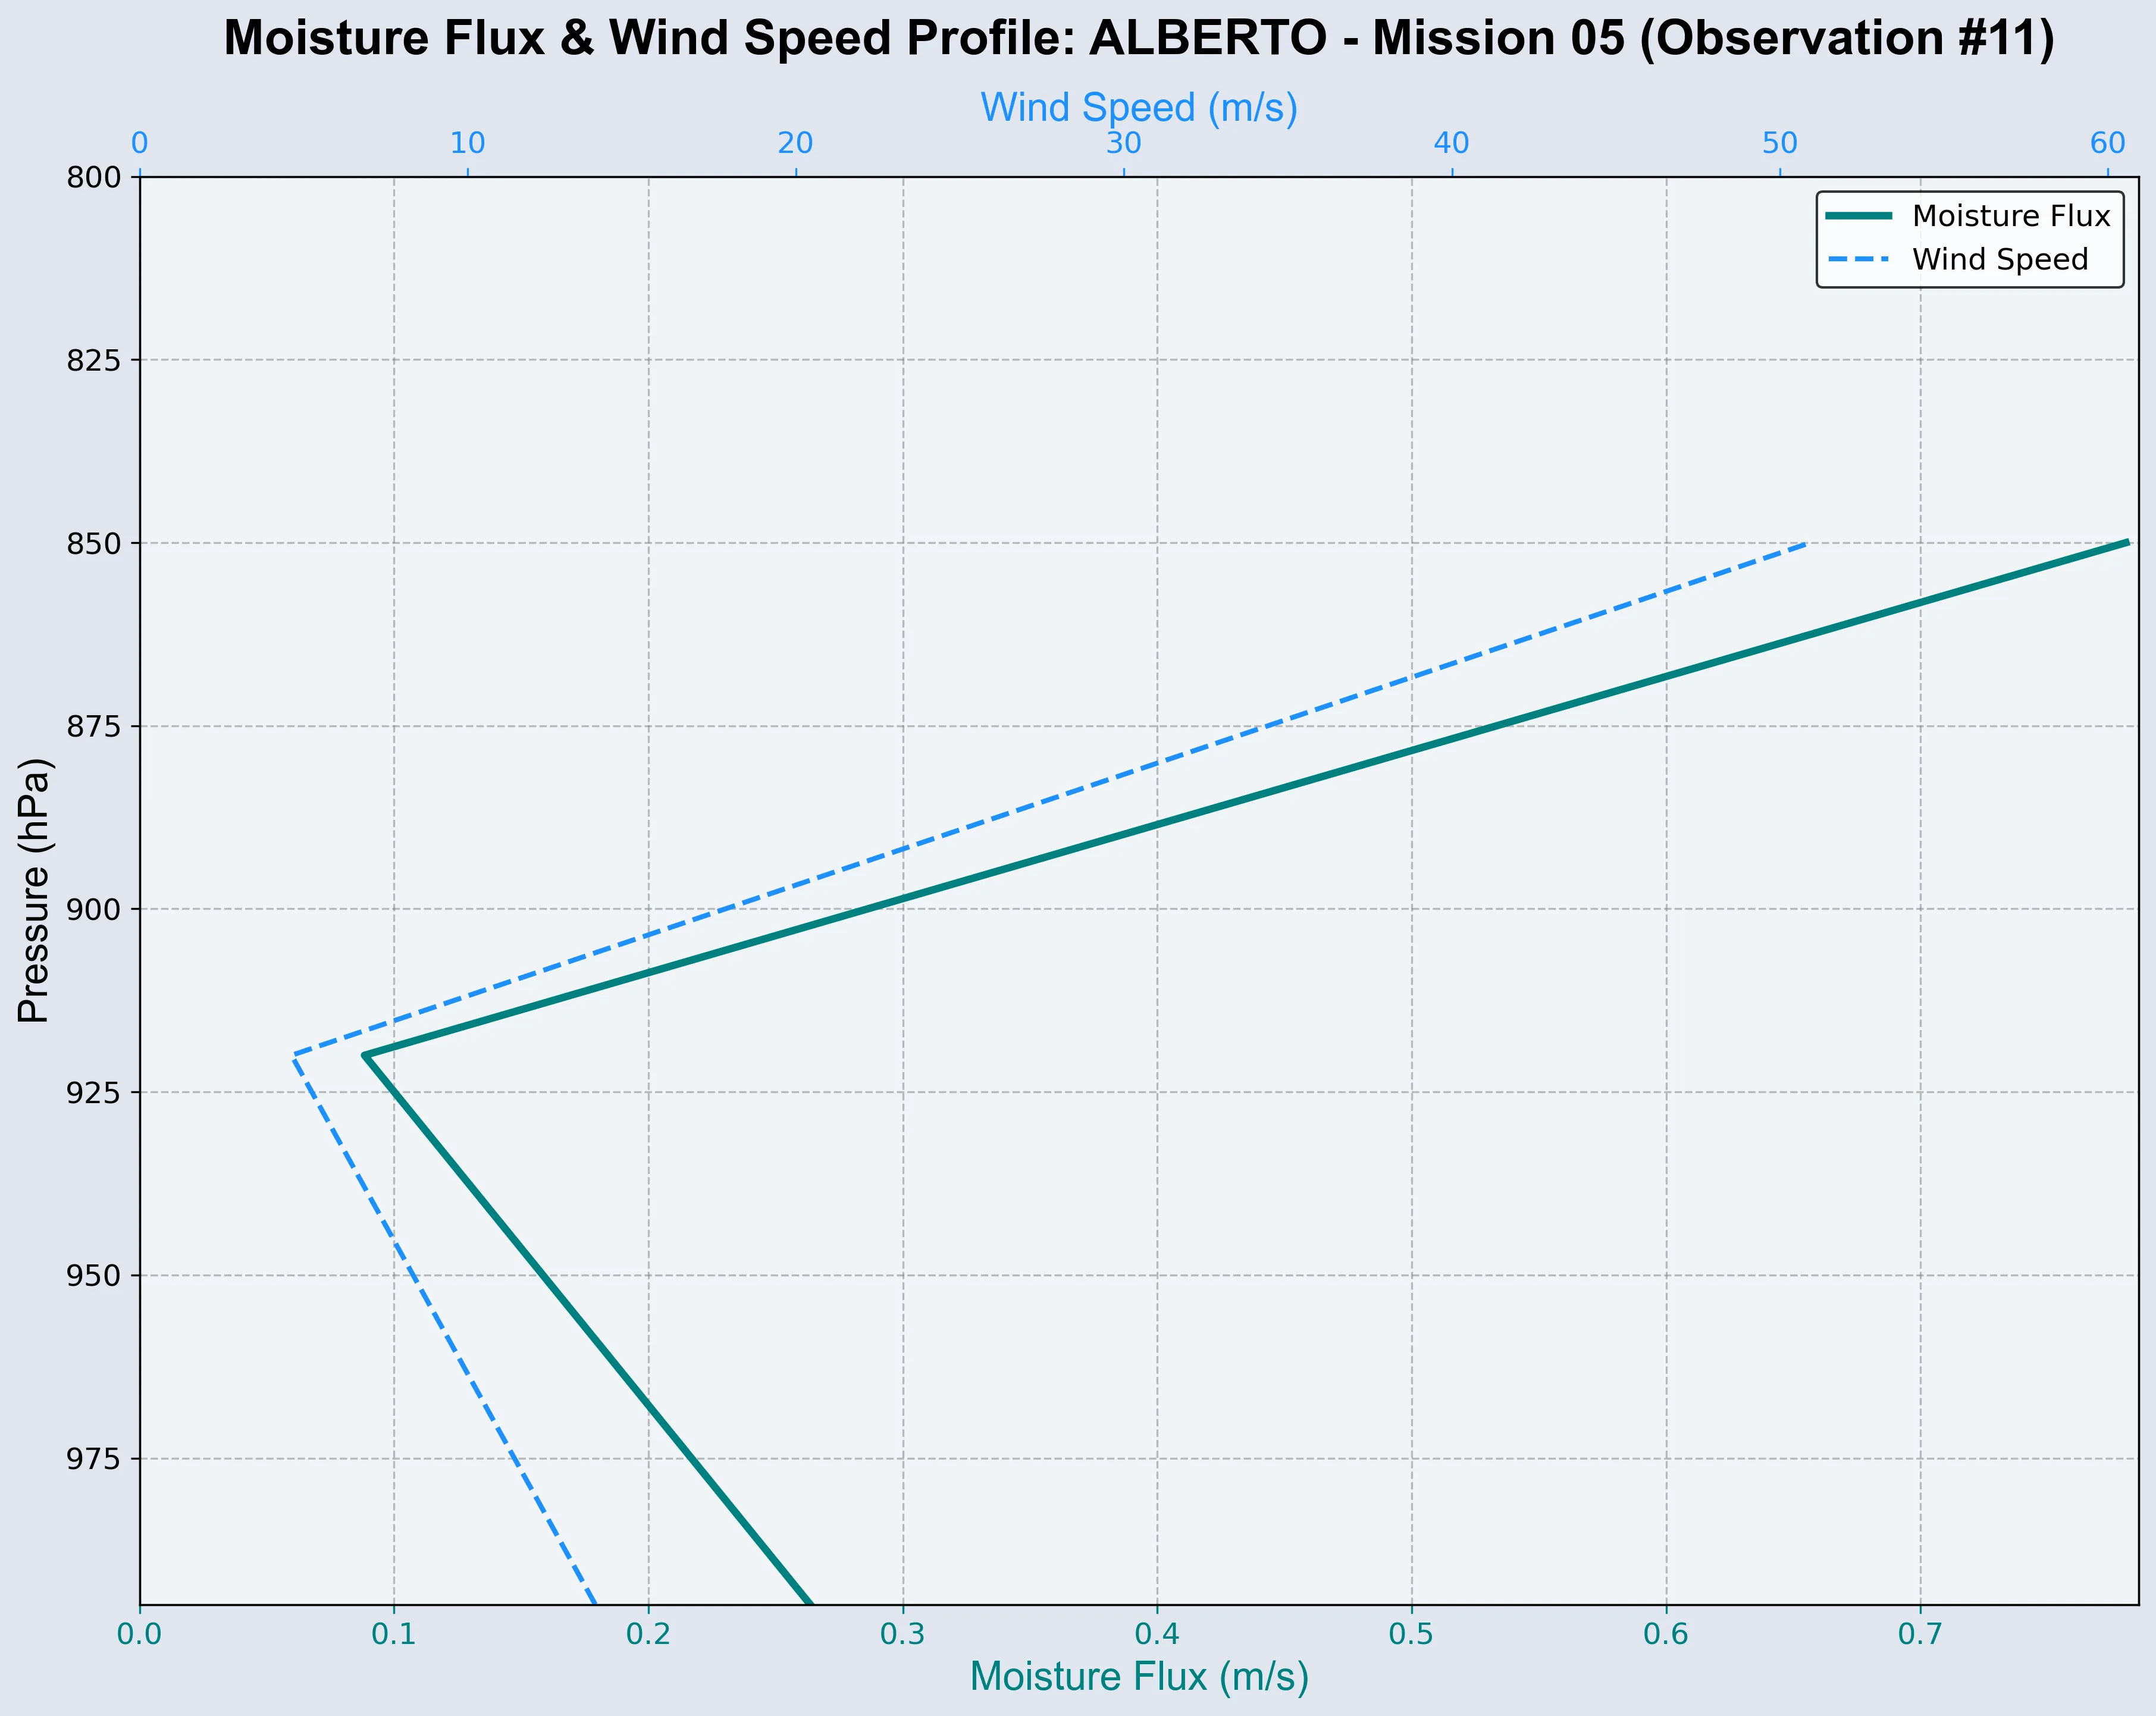 Moisture Flux & Wind Speed Profile: ALBERTO - Mission 05 (Observation #11)
Wind Speed (m/s)
0 10 20 30 40 50 60
Moisture Flux
Wind Speed
Pressure (hPa)
800
825
850
875
900
925
950
975
0.0 0.1 0.2 0.3 0.4 0.5 0.6 0.7
Moisture Flux (m/s)